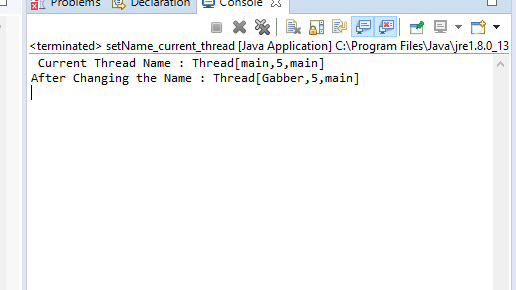 Problems Declaration Console
<terminated> setName_current_thread [Java Application] C:\Program Files\Java\jre1.8.0_13
Current Thread Name : Thread[main,5,main]
After Changing the Name : Thread[Gabber,5,main]